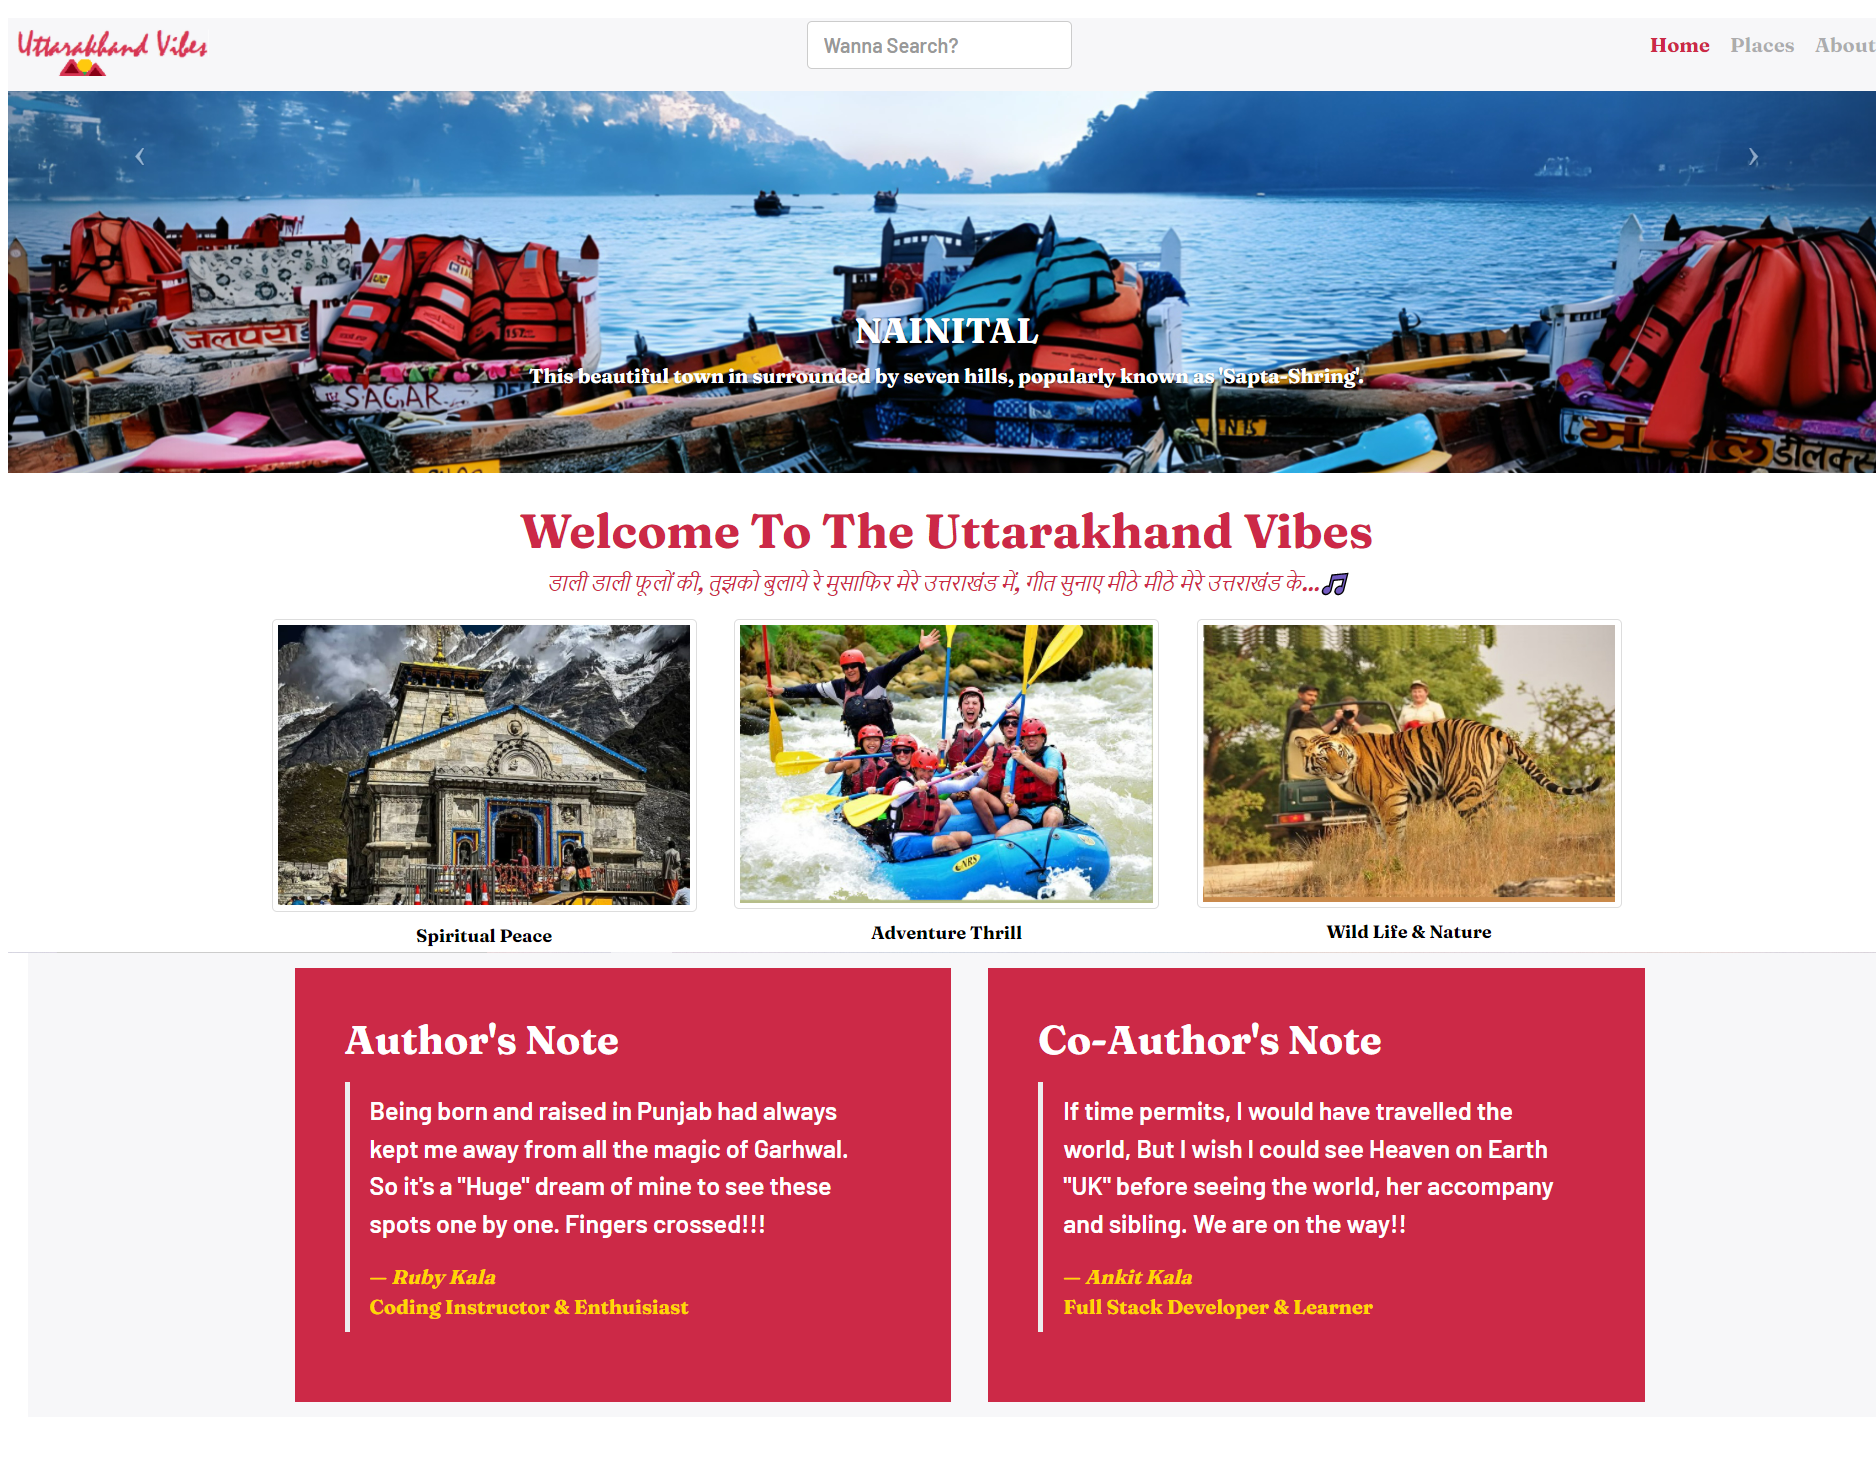 Uttarakhand Vibes
Wanna Search?
Home Places About
जलपरी
SAGAR
157
NAINITAL
This beautiful town in surrounded by seven hills, popularly known as 'Sapta-Shring'.
डीलक्स
Welcome To The Uttarakhand Vibes
डाली डाली फूलों की, तुझको बुलाये रे मुसाफिर मेरे उत्तराखंड में, गीत सुनाए मीठे मीठे मेरे उत्तराखंड के...🎵
NRS
Spiritual Peace
Adventure Thrill
Wild Life & Nature
Author's Note
Being born and raised in Punjab had always
kept me away from all the magic of Garhwal.
So it's a "Huge" dream of mine to see these
spots one by one. Fingers crossed!!!
— Ruby Kala
Coding Instructor & Enthuisiast
Co-Author's Note
If time permits, I would have travelled the
world, But I wish I could see Heaven on Earth
"UK" before seeing the world, her accompany
and sibling. We are on the way!!
— Ankit Kala
Full Stack Developer & Learner